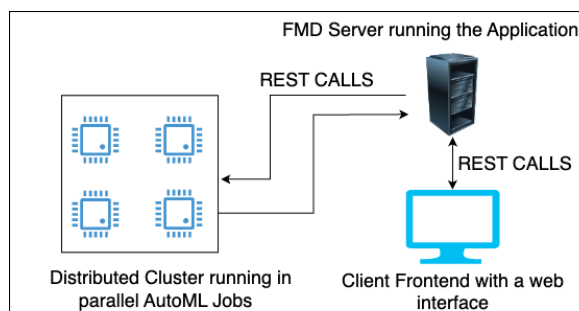 FMD Server running the Application
REST CALLS
REST CALLS
Distributed Cluster running in
parallel AutoML Jobs
Client Frontend with a web
interface